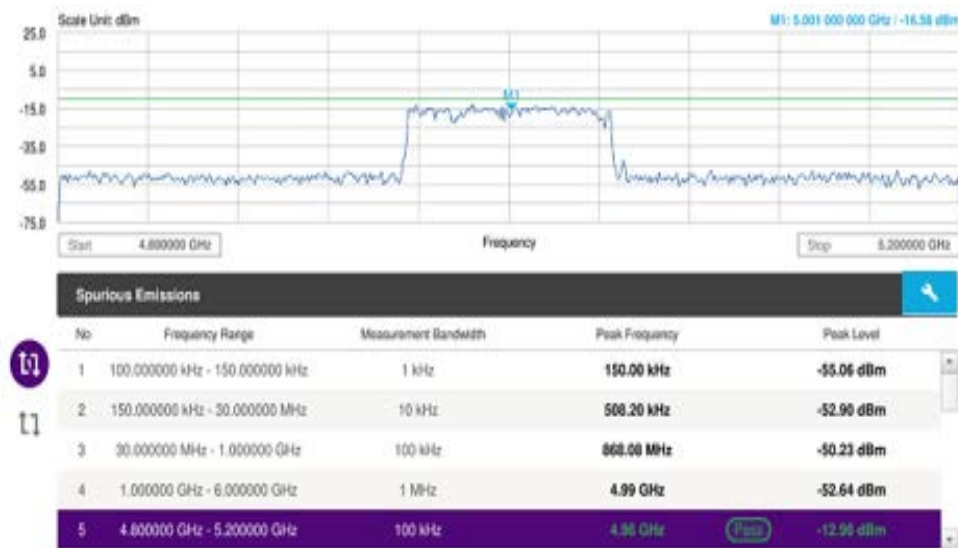 Scale Unit: dBm
M1: 5.001 000 000 GHz / -16.58 dBm
25.0
5.0
M1
-15.0
-35.0
-55.0
-75.0
Start 4.800000 GHz
Frequency
Stop 5.200000 GHz
Spurious Emissions
No Frequency Range Measurement Bandwidth Peak Frequency Peak Level
1 100.000000 kHz - 150.000000 kHz 1 kHz 150.00 kHz -55.06 dBm
2 150.000000 kHz - 30.000000 MHz 10 kHz 508.20 kHz -52.90 dBm
3 30.000000 MHz - 1.000000 GHz 100 kHz 868.08 MHz -50.23 dBm
4 1.000000 GHz - 6.000000 GHz 1 MHz 4.99 GHz -52.64 dBm
5 4.800000 GHz - 5.200000 GHz 100 kHz 4.96 GHz Pass -12.96 dBm